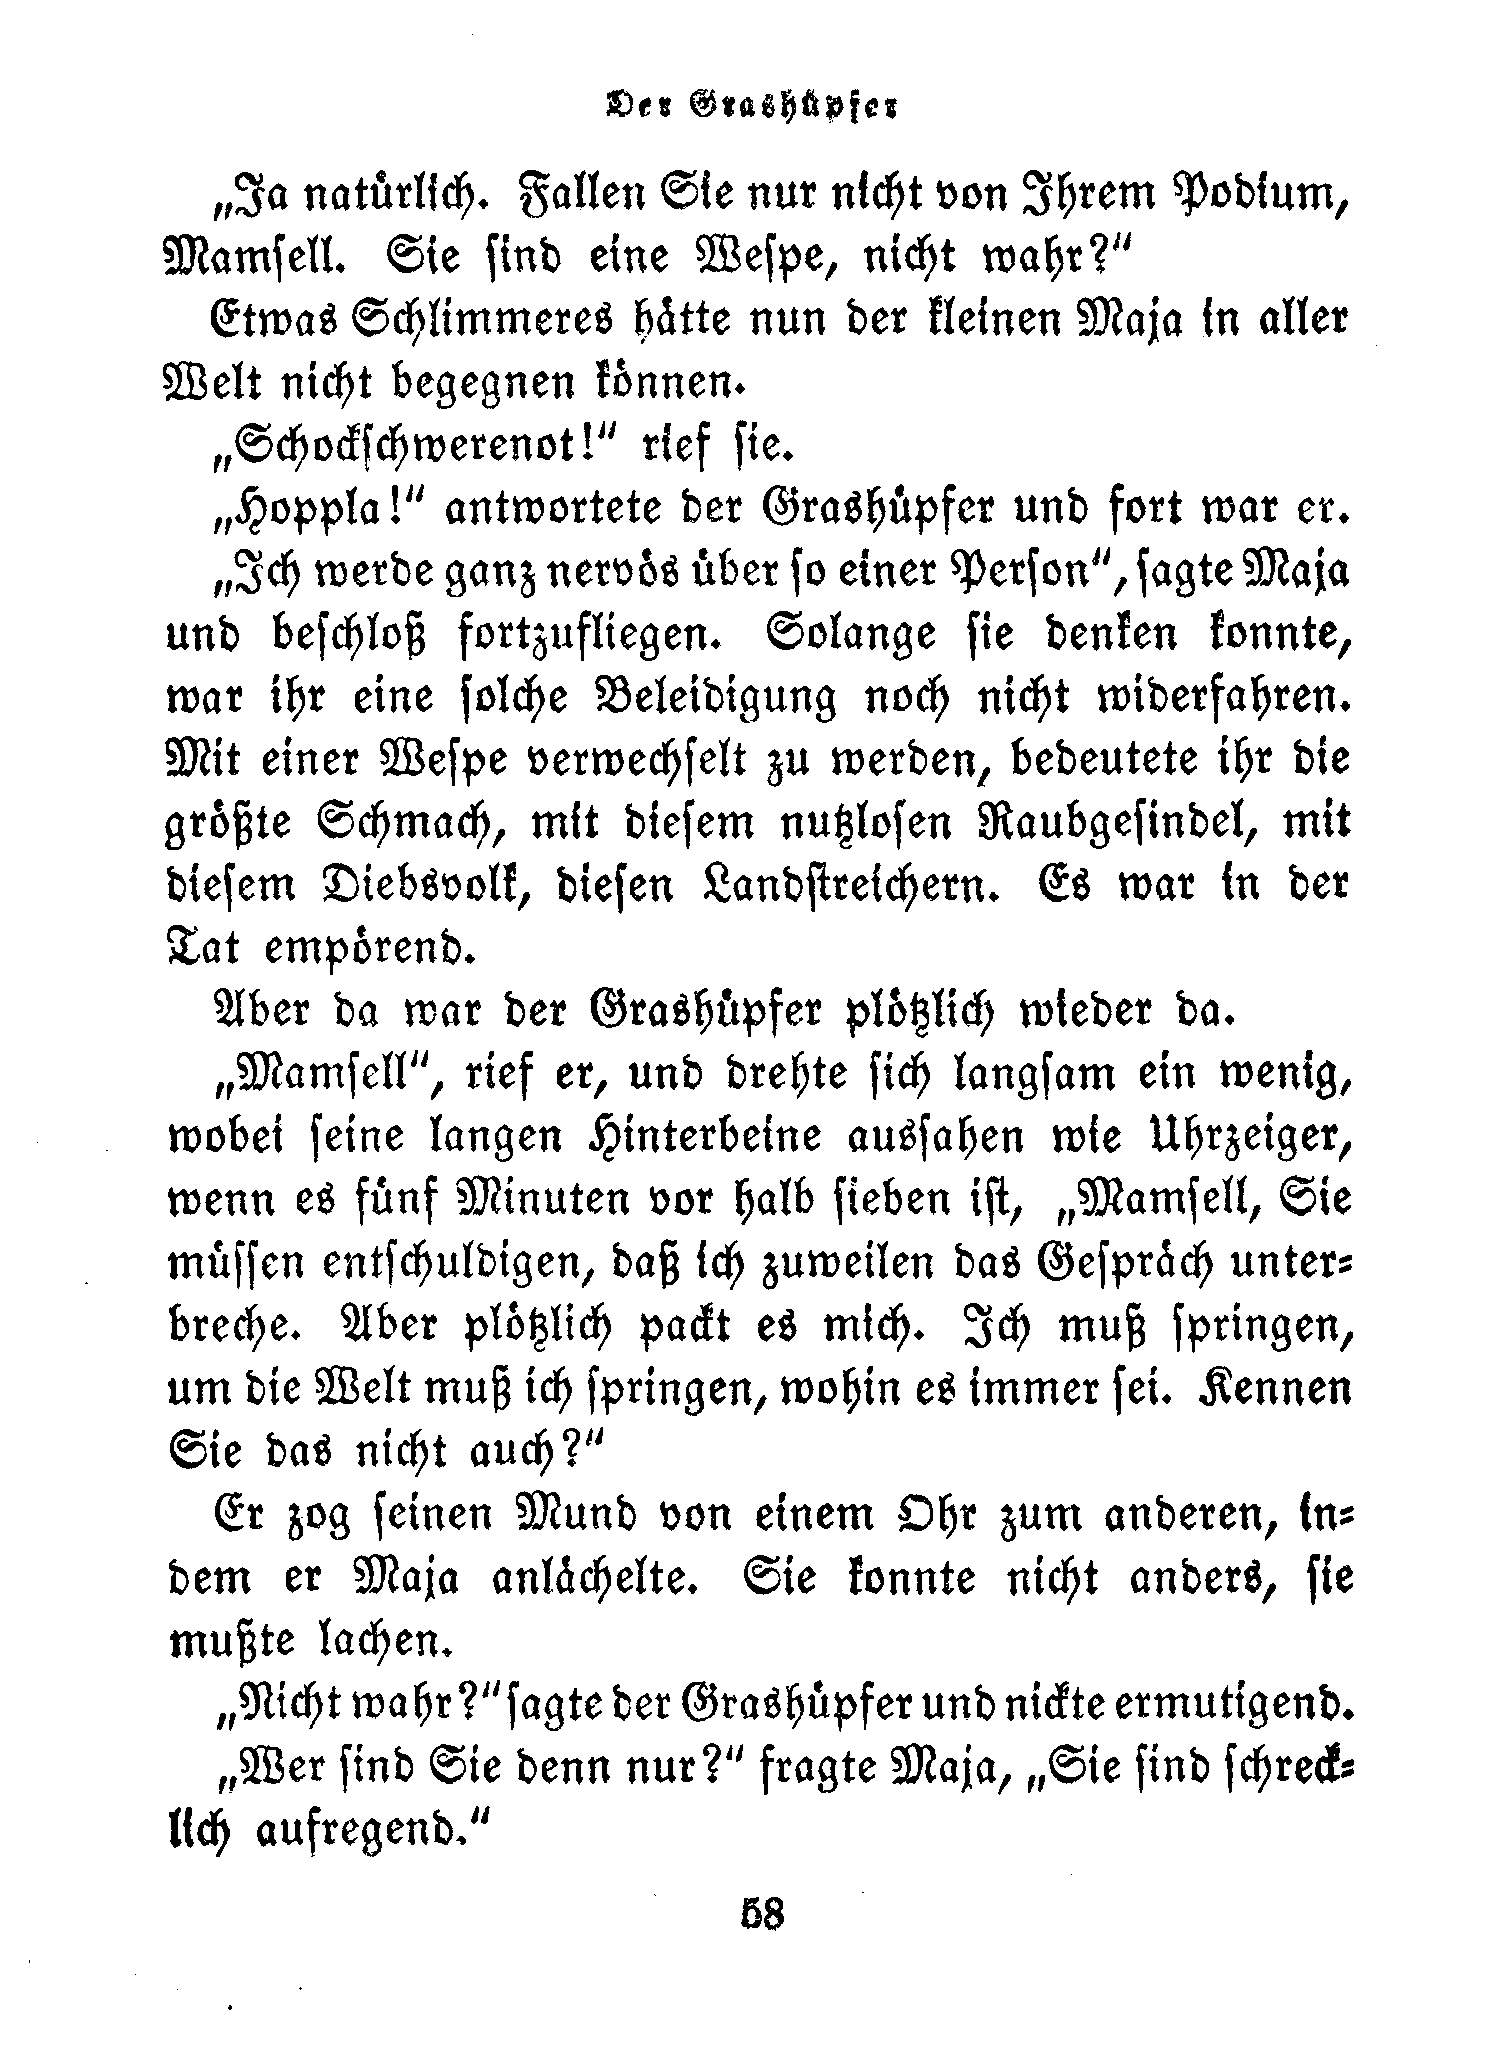 Der Grashüpfer
„Ja natürlich. Fallen Sie nur nicht von Ihrem Podium,
Mamsell. Sie sind eine Wespe, nicht wahr?“
Etwas Schlimmeres hätte nun der kleinen Maja in aller
Welt nicht begegnen können.
„Schockschwerenot!“ rief sie.
„Hoppla!“ antwortete der Grashüpfer und fort war er.
„Ich werde ganz nervös über so einer Person“, sagte Maja
und beschloß fortzufliegen. Solange sie denken konnte,
war ihr eine solche Beleidigung noch nicht widerfahren.
Mit einer Wespe verwechselt zu werden, bedeutete ihr die
größte Schmach, mit diesem nutzlosen Raubgesindel, mit
diesem Diebsvolk, diesen Landstreichern. Es war in der
Tat empörend.
Aber da war der Grashüpfer plötzlich wieder da.
„Mamsell“, rief er, und drehte sich langsam ein wenig,
wobei seine langen Hinterbeine aussahen wie Uhrzeiger,
wenn es fünf Minuten vor halb sieben ist, „Mamsell, Sie
müssen entschuldigen, daß ich zuweilen das Gespräch unter-
breche. Aber plötzlich packt es mich. Ich muß springen,
um die Welt muß ich springen, wohin es immer sei. Kennen
Sie das nicht auch?“
Er zog seinen Mund von einem Ohr zum anderen, in-
dem er Maja anlächelte. Sie konnte nicht anders, sie
mußte lachen.
„Nicht wahr?“ sagte der Grashüpfer und nickte ermutigend.
„Wer sind Sie denn nur?“ fragte Maja, „Sie sind schreck-
lich aufregend.“
58